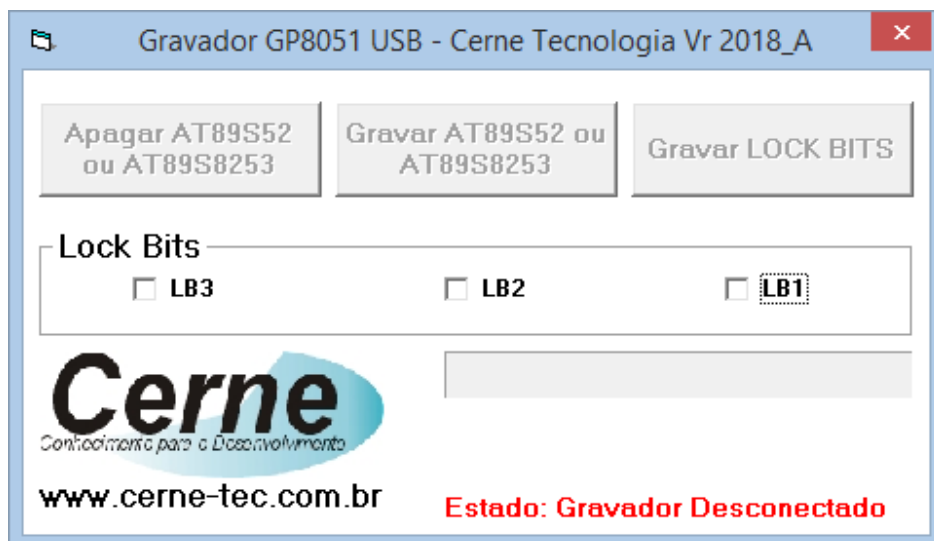 Gravador GP8051 USB - Cerne Tecnologia Vr 2018_A
Apagar AT89S52
ou AT89S8253
Gravar AT89S52 ou
AT89S8253
Gravar LOCK BITS
Lock Bits
LB3
LB2
LB1
Cerne
Conhecimento para o Desenvolvimento
www.cerne-tec.com.br
Estado: Gravador Desconectado